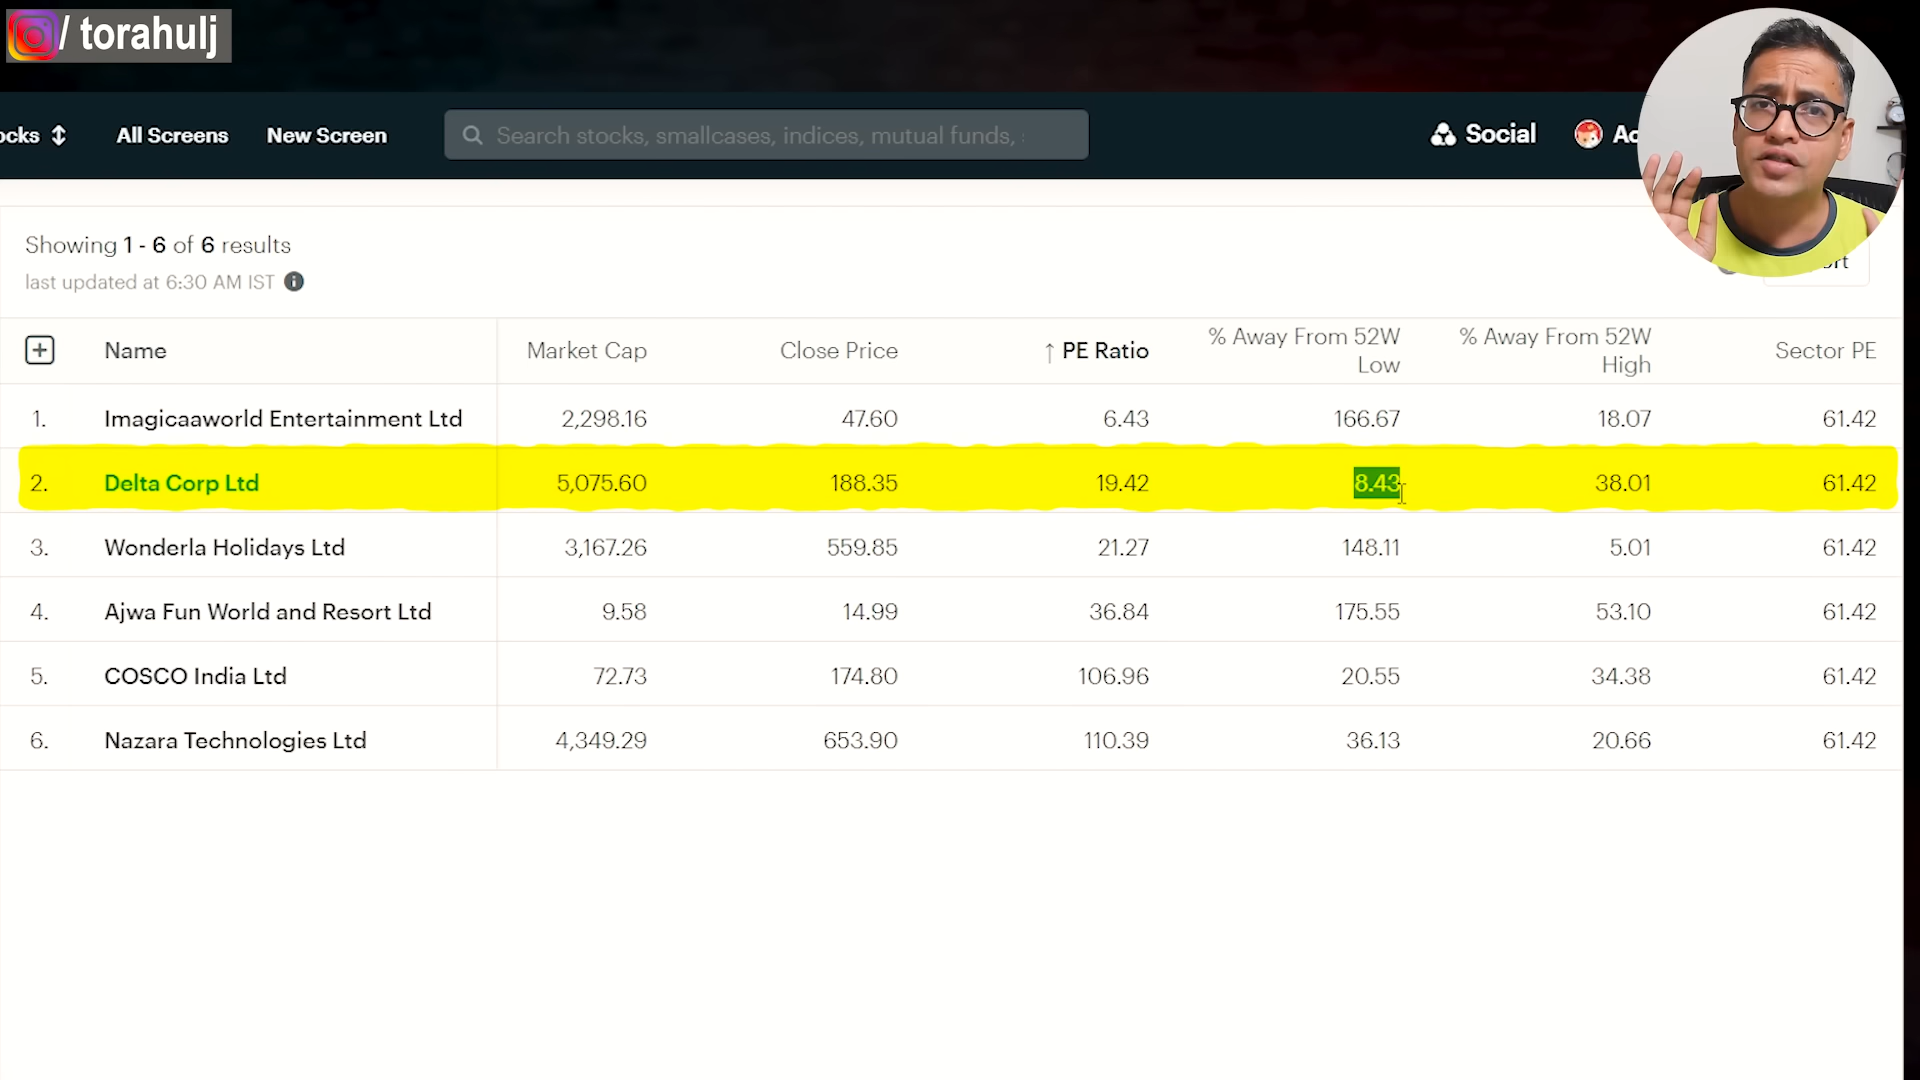 / torahulj
ocks All Screens New Screen Search stocks, smallcases, indices, mutual funds, Social
Showing 1 - 6 of 6 results
last updated at 6:30 AM IST
Name Market Cap Close Price ↑ PE Ratio % Away From 52W Low % Away From 52W High Sector PE
1. Imagicaaworld Entertainment Ltd 2,298.16 47.60 6.43 166.67 18.07 61.42
2. Delta Corp Ltd 5,075.60 188.35 19.42 8.43 38.01 61.42
3. Wonderla Holidays Ltd 3,167.26 559.85 21.27 148.11 5.01 61.42
4. Ajwa Fun World and Resort Ltd 9.58 14.99 36.84 175.55 53.10 61.42
5. COSCO India Ltd 72.73 174.80 106.96 20.55 34.38 61.42
6. Nazara Technologies Ltd 4,349.29 653.90 110.39 36.13 20.66 61.42